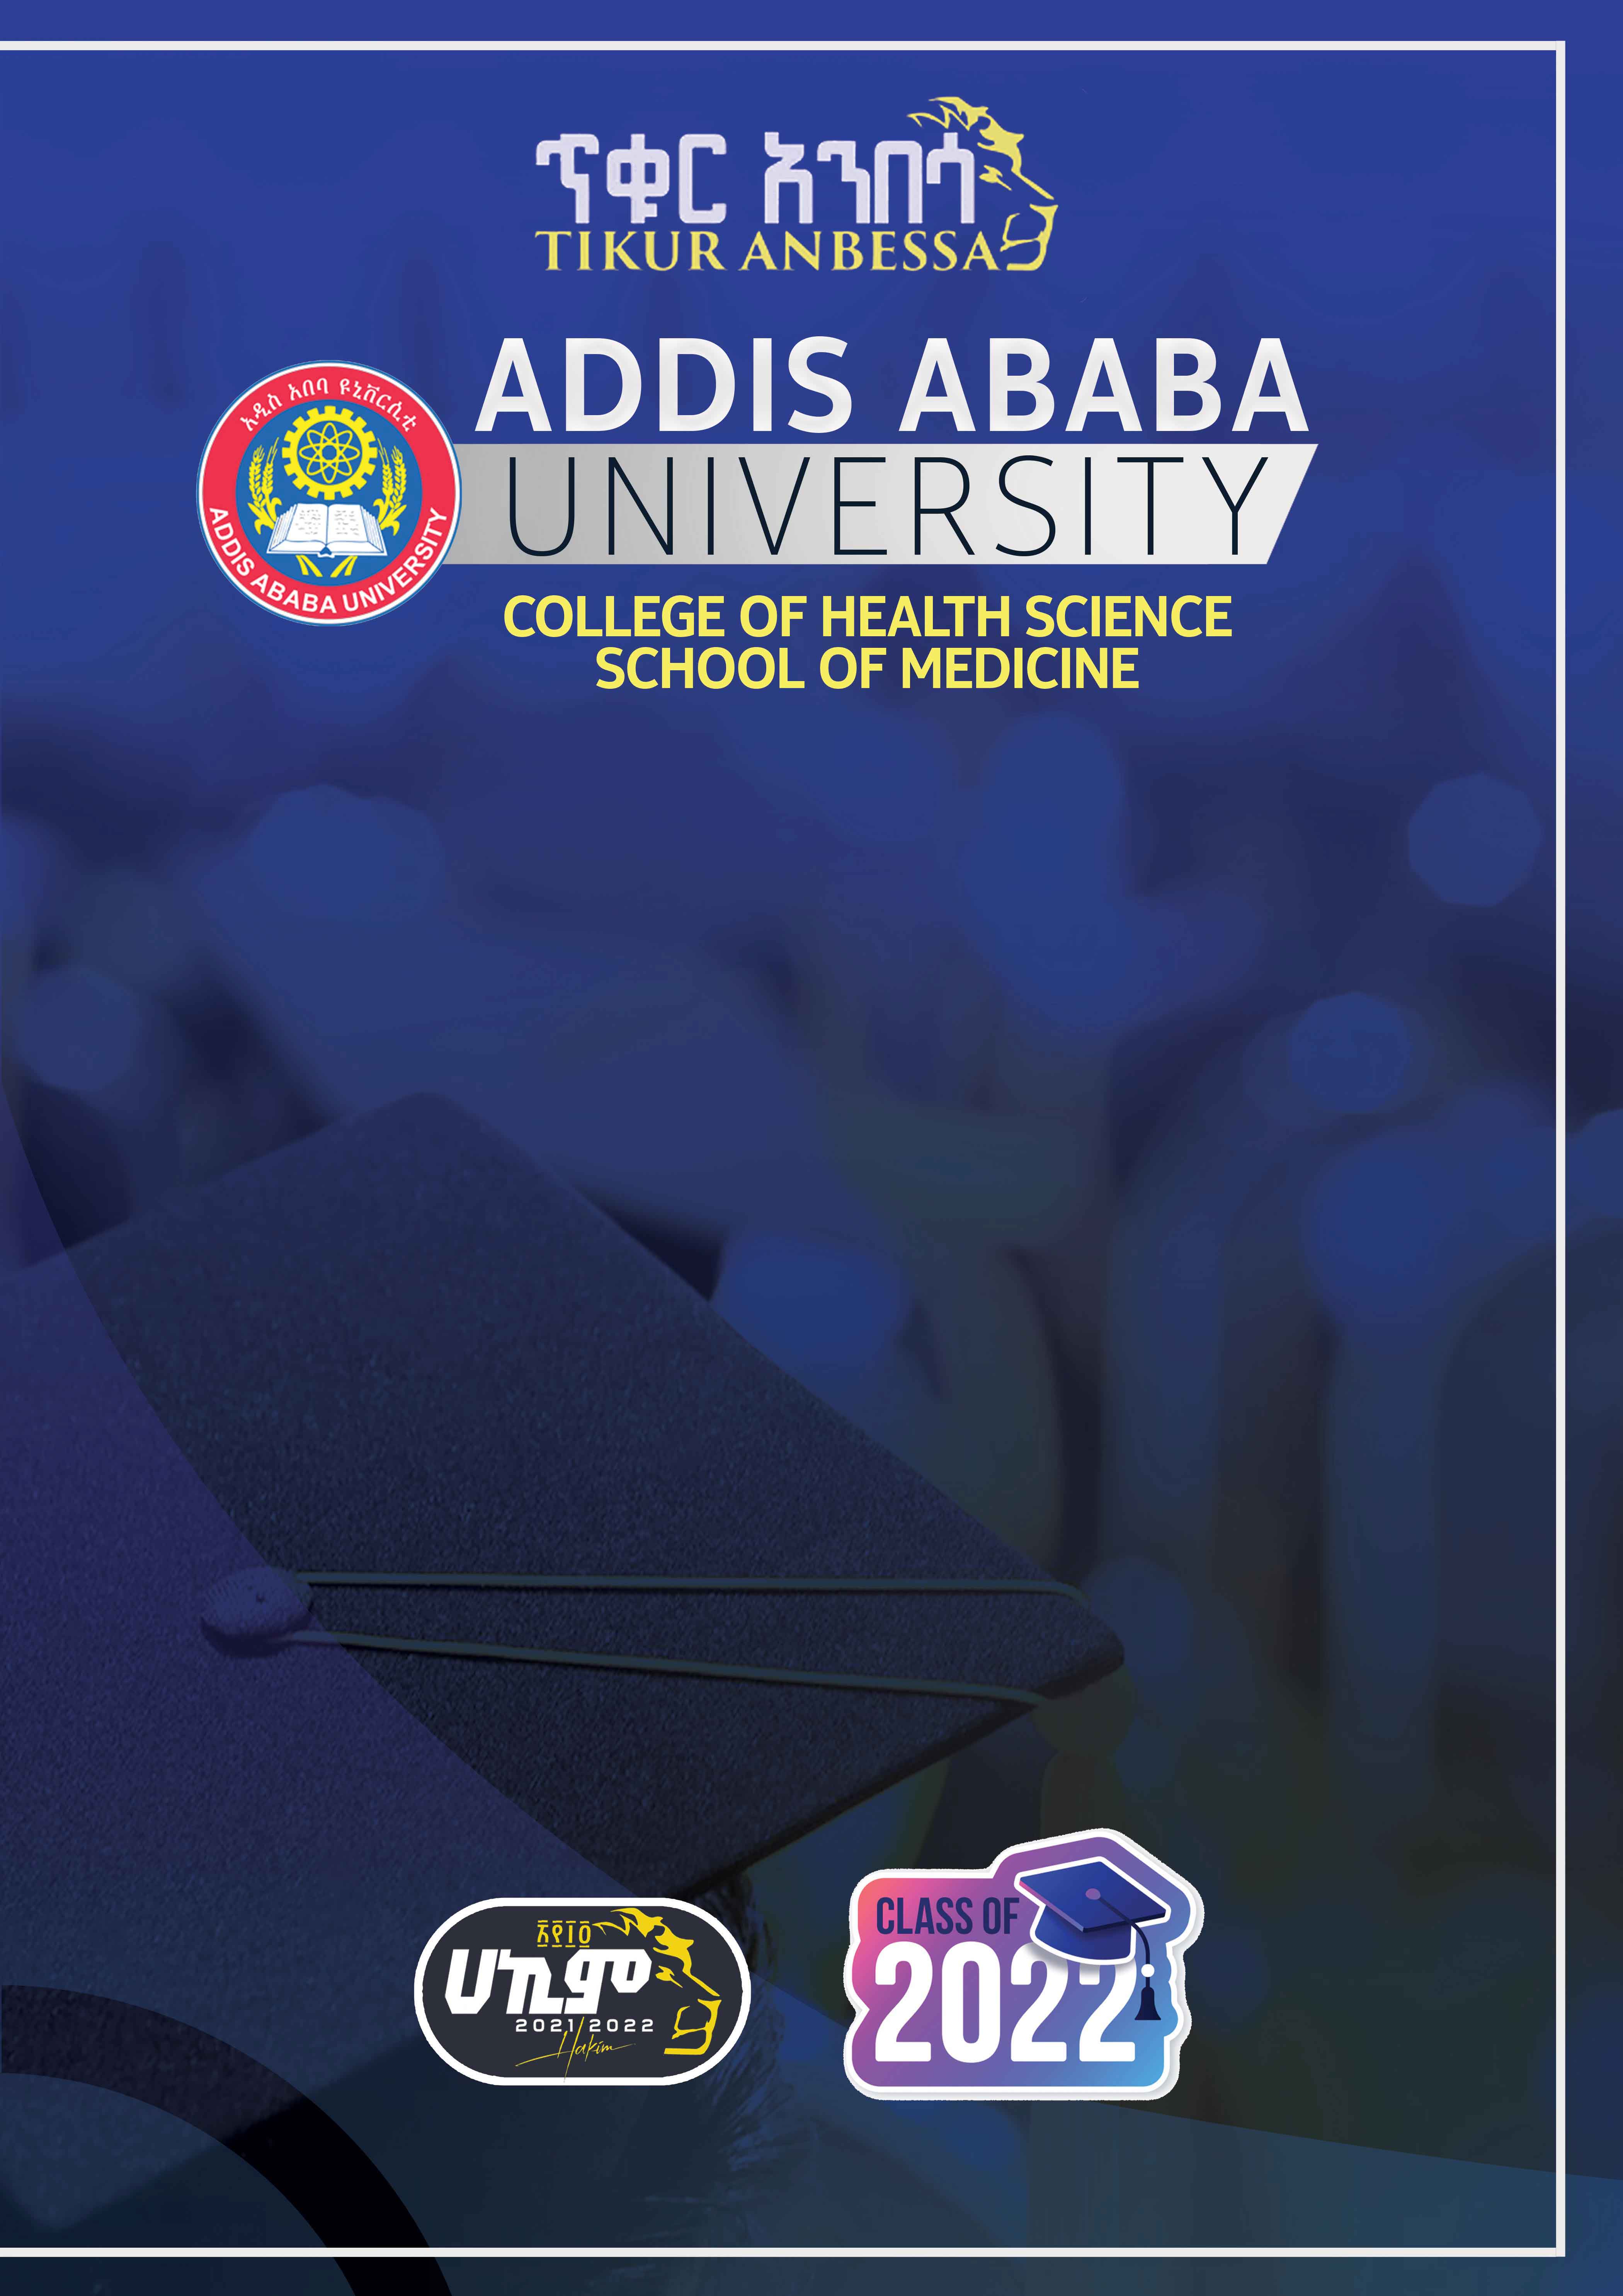 ጥቁር አንበሳ
TIKUR ANBESSA
አዲስ አበባ ዩኒቨርሲቲ
ADDIS ABABA UNIVERSITY
ADDIS ABABA
UNIVERSITY
COLLEGE OF HEALTH SCIENCE
SCHOOL OF MEDICINE
ሀኪም
2021/2022
Hakim
CLASS OF
2022